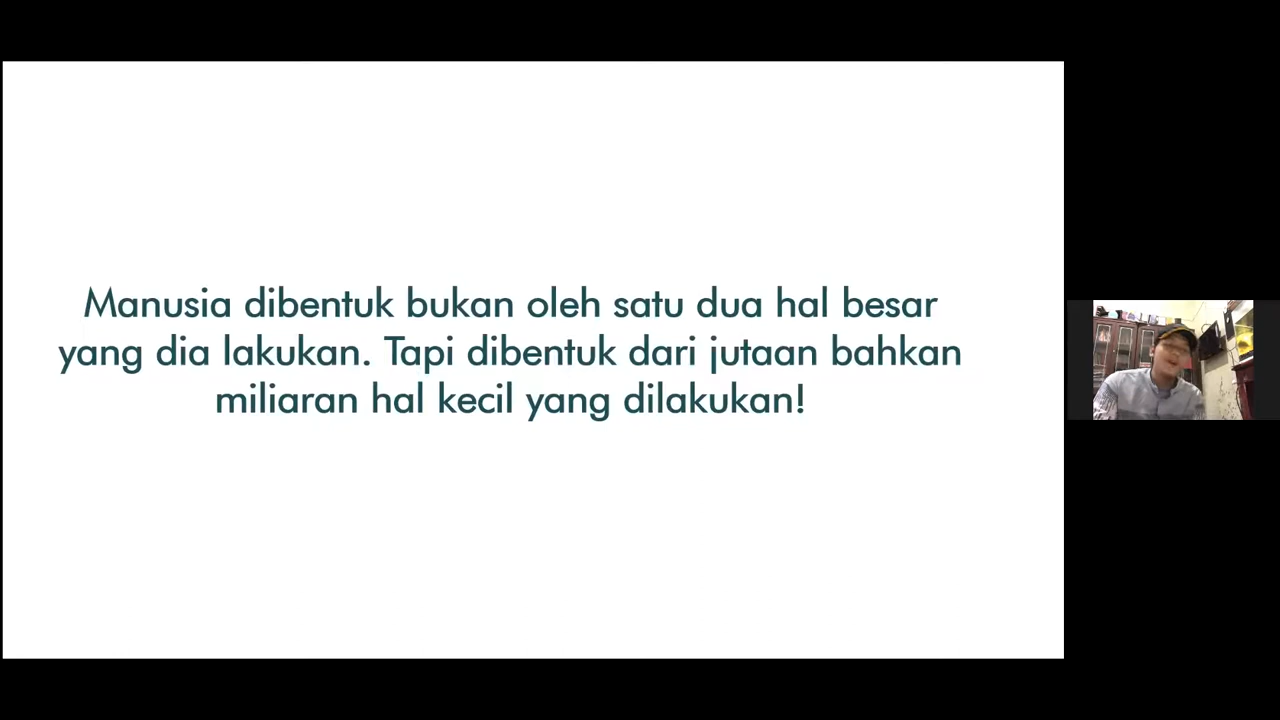 Manusia dibentuk bukan oleh satu dua hal besar
yang dia lakukan. Tapi dibentuk dari jutaan bahkan
miliaran hal kecil yang dilakukan!